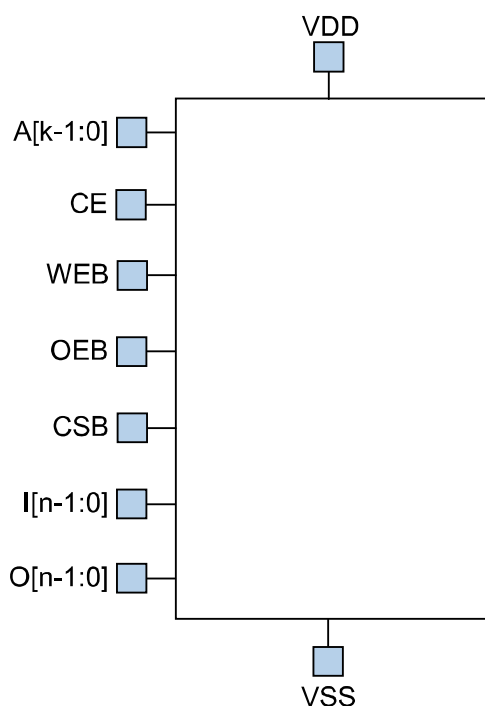 VDD
A[k-1:0]
CE
WEB
OEB
CSB
I[n-1:0]
O[n-1:0]
VSS